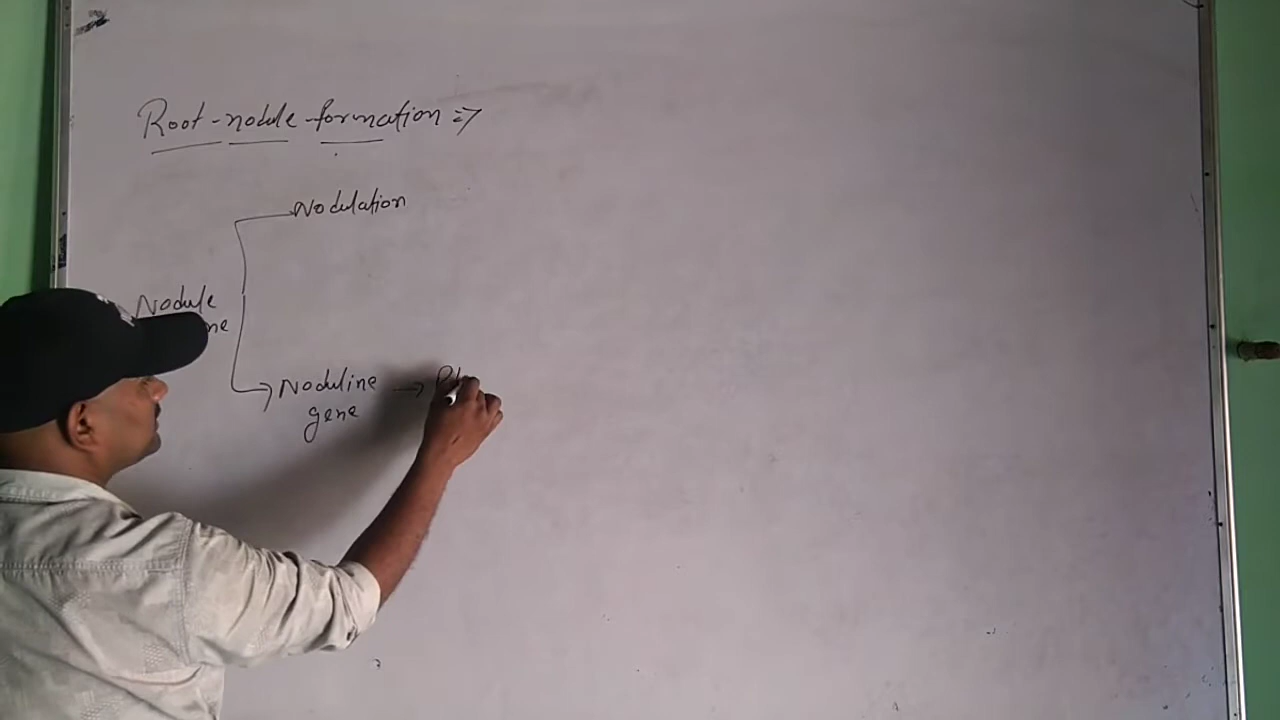 Root-nodule-formation =>
Nodulation
Nodule
Noduline →
gene